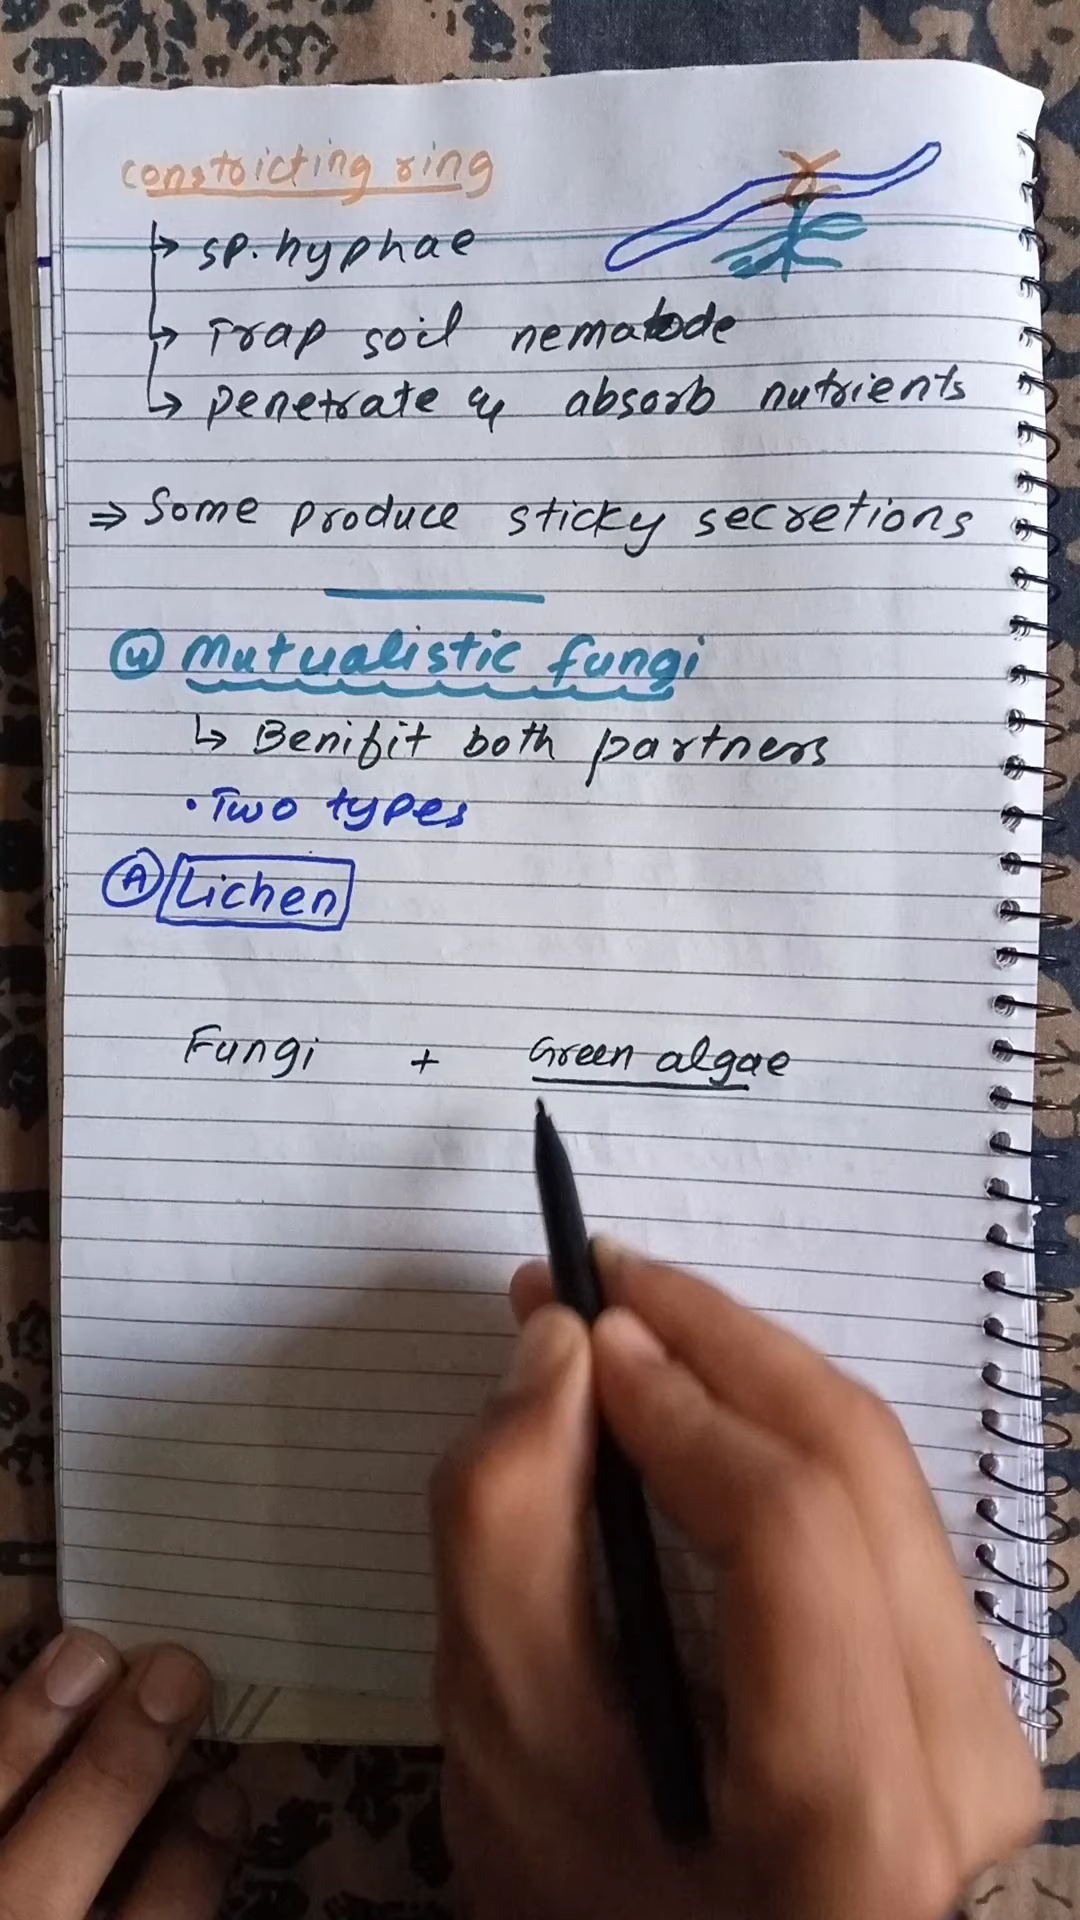 constricting ring
↳ sp. hyphae
↳ Trap soil nematode
↳ penetrate & absorb nutrients
⇒ Some produce sticky secretions
④ Mutualistic fungi
↳ Benifit both partners
• Two types
Ⓐ Lichen
Fungi + Green algae